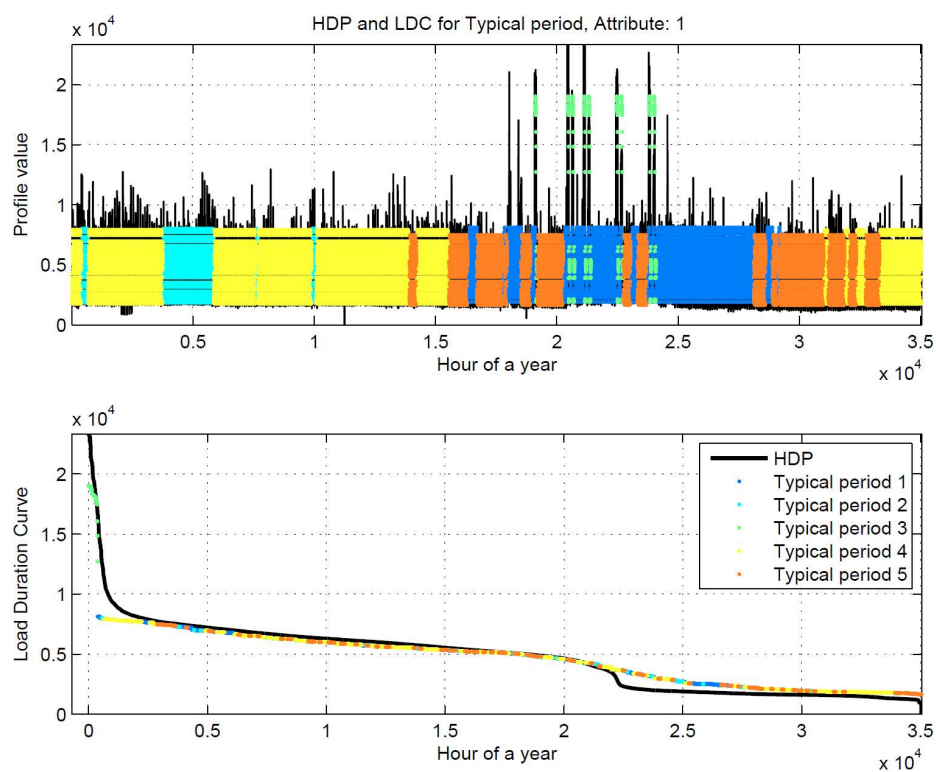 HDP and LDC for Typical period, Attribute: 1
x 10^4
Profile value
2
1.5
1
0.5
0
0.5 1 1.5 2 2.5 3 3.5
Hour of a year
x 10^4
x 10^4
Load Duration Curve
2
1.5
1
0.5
0
HDP
Typical period 1
Typical period 2
Typical period 3
Typical period 4
Typical period 5
0 0.5 1 1.5 2 2.5 3 3.5
Hour of a year
x 10^4